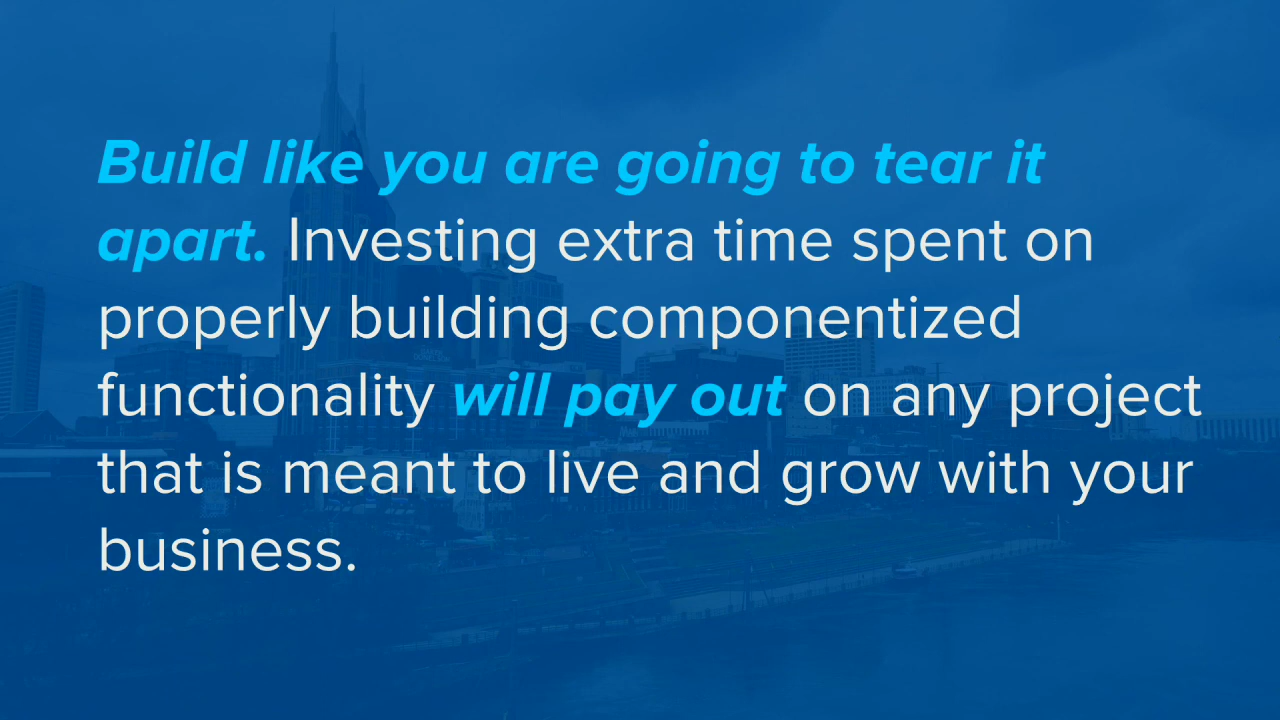 Build like you are going to tear it
apart. Investing extra time spent on
properly building componentized
functionality will pay out on any project
that is meant to live and grow with your
business.